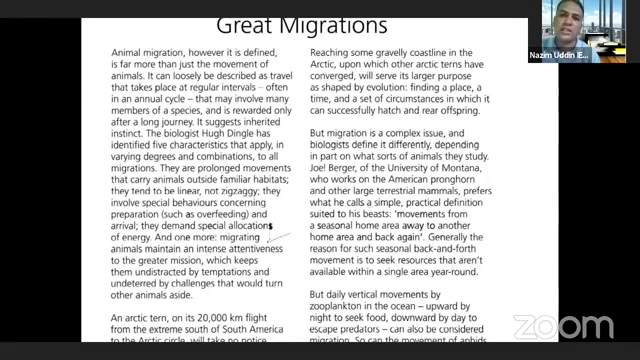 Great Migrations
Animal migration, however it is defined,
is far more than just the movement of
animals. It can loosely be described as travel
that takes place at regular intervals – often
in an annual cycle – that may involve many
members of a species, and is rewarded only
after a long journey. It suggests inherited
instinct. The biologist Hugh Dingle has
identified five characteristics that apply, in
varying degrees and combinations, to all
migrations. They are prolonged movements
that carry animals outside familiar habitats;
they tend to be linear, not zigzaggy; they
involve special behaviours concerning
preparation (such as overfeeding) and
arrival; they demand special allocations
of energy. And one more: migrating
animals maintain an intense attentiveness
to the greater mission, which keeps
them undistracted by temptations and
undeterred by challenges that would turn
other animals aside.
An arctic tern, on its 20,000 km flight
from the extreme south of South America
to the Arctic circle, will take no notice
Reaching some gravelly coastline in the
Arctic, upon which other arctic terns have
converged, will serve its larger purpose
as shaped by evolution: finding a place, a
time, and a set of circumstances in which it
can successfully hatch and rear offspring.
But migration is a complex issue, and
biologists define it differently, depending
in part on what sorts of animals they study.
Joe! Berger, of the University of Montana,
who works on the American pronghorn
and other large terrestrial mammals, prefers
what he calls a simple, practical definition
suited to his beasts: 'movements from
a seasonal home area away to another
home area and back again'. Generally the
reason for such seasonal back-and-forth
movement is to seek resources that aren't
available within a single area year-round.
But daily vertical movements by
zooplankton in the ocean – upward by
night to seek food, downward by day to
escape predators – can also be considered
migration. So can the movement of aphids
Nazim Uddin IE...
zoom